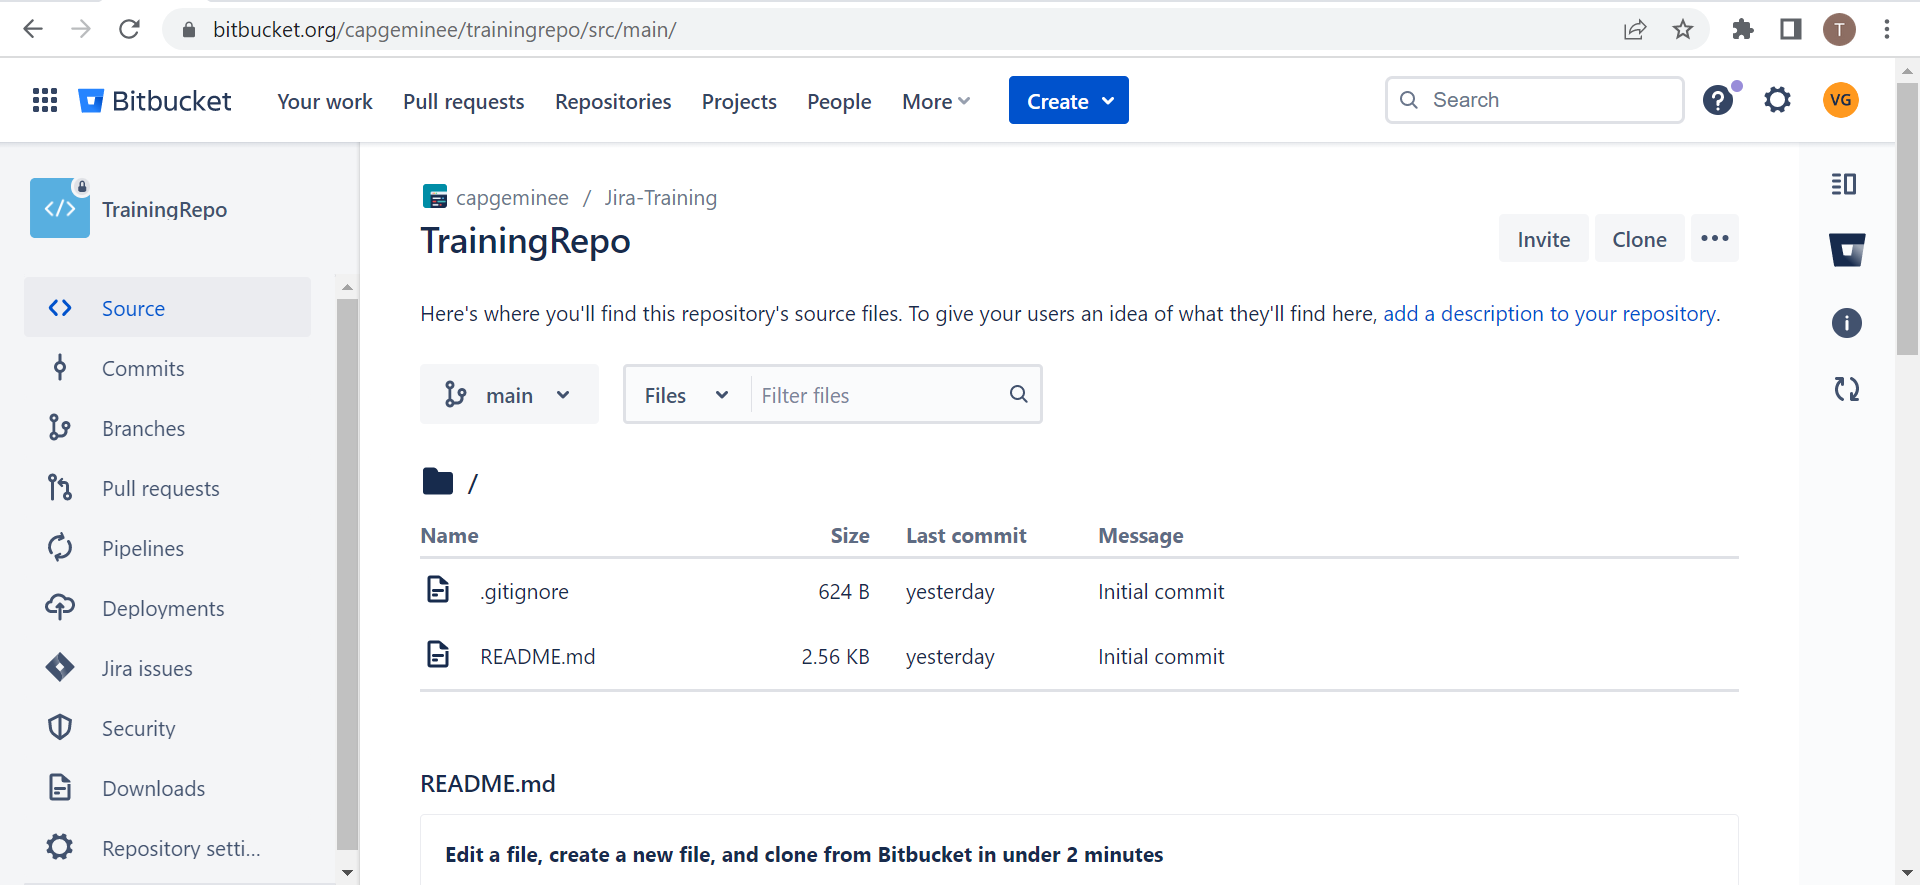 bitbucket.org/capgeminee/trainingrepo/src/main/
T
Bitbucket Your work Pull requests Repositories Projects People More Create Search ? VG
TrainingRepo
Source
Commits
Branches
Pull requests
Pipelines
Deployments
Jira issues
Security
Downloads
Repository setti...
capgeminee / Jira-Training
TrainingRepo
Invite Clone
Here's where you'll find this repository's source files. To give your users an idea of what they'll find here, add a description to your repository.
main Files Filter files
/
Name Size Last commit Message
.gitignore 624 B yesterday Initial commit
README.md 2.56 KB yesterday Initial commit
README.md
Edit a file, create a new file, and clone from Bitbucket in under 2 minutes